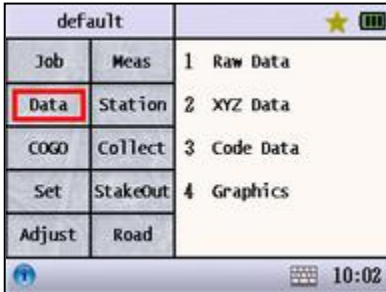 default
Job Meas 1 Raw Data
Data Station 2 XYZ Data
COGO Collect 3 Code Data
Set StakeOut 4 Graphics
Adjust Road
10:02